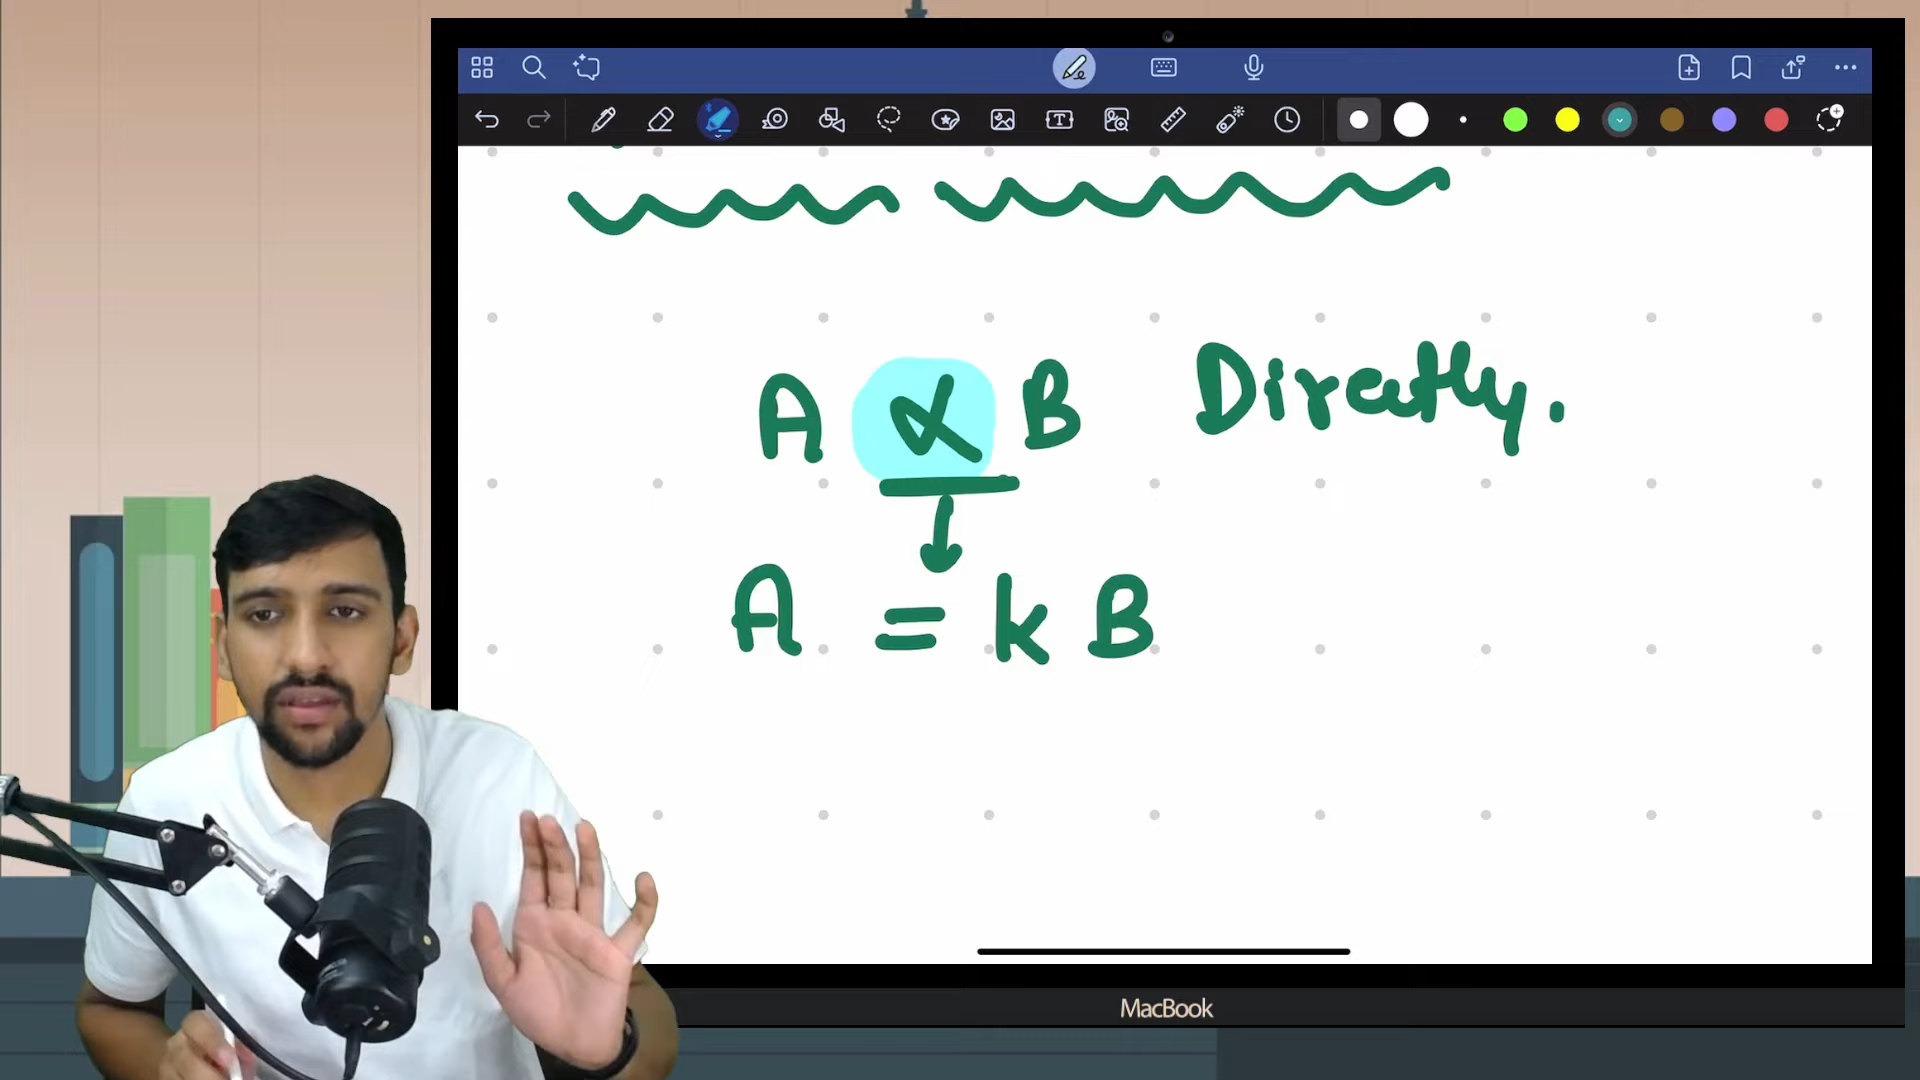 A ∝ B Directly.
A = k B
MacBook